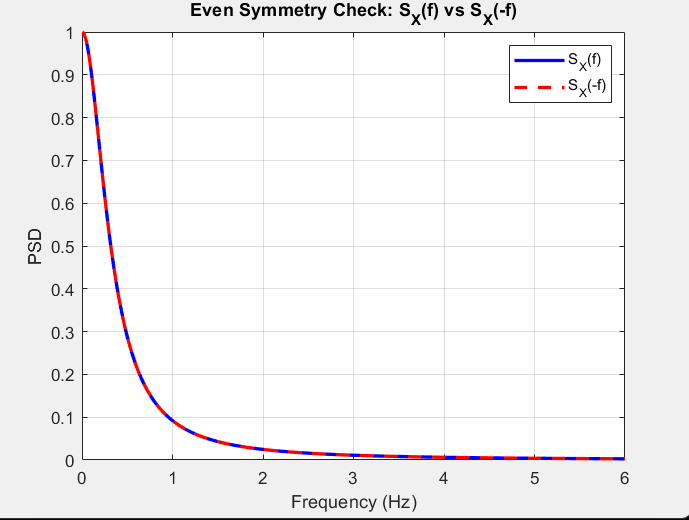 Even Symmetry Check: S_X(f) vs S_X(-f)
S_X(f)
S_X(-f)
1
0.9
0.8
0.7
0.6
0.5
0.4
0.3
0.2
0.1
0
PSD
0 1 2 3 4 5 6
Frequency (Hz)